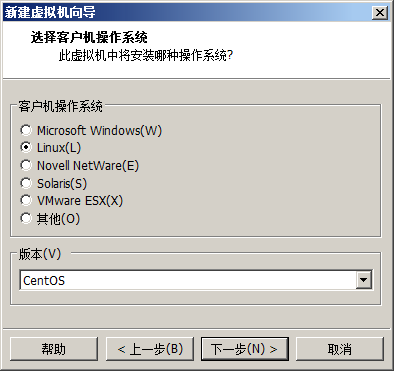 新建虚拟机向导
选择客户机操作系统
此虚拟机中将安装哪种操作系统?
客户机操作系统
Microsoft Windows(W)
Linux(L)
Novell NetWare(E)
Solaris(S)
VMware ESX(X)
其他(O)
版本(V)
CentOS
帮助
< 上一步(B)
下一步(N) >
取消